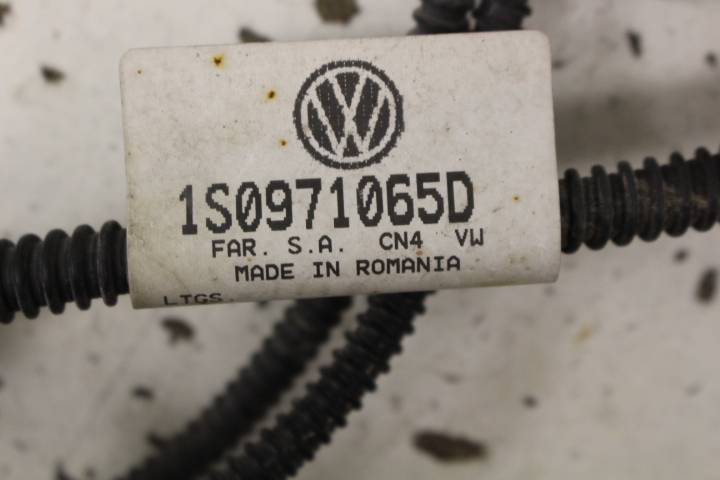 1S0971065D
FAR. S.A. CN4 VW
MADE IN ROMANIA
LTGS